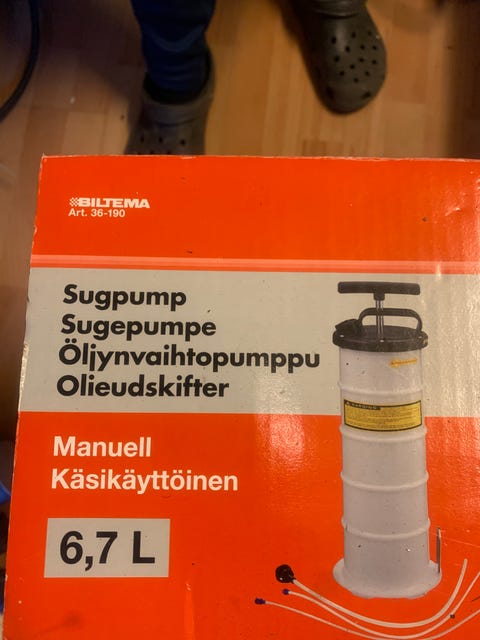 BILTEMA
Art. 36-190
Sugpump
Sugepumpe
Öljynvaihtopumppu
Olieudskifter
Manuell
Käsikäyttöinen
6,7 L